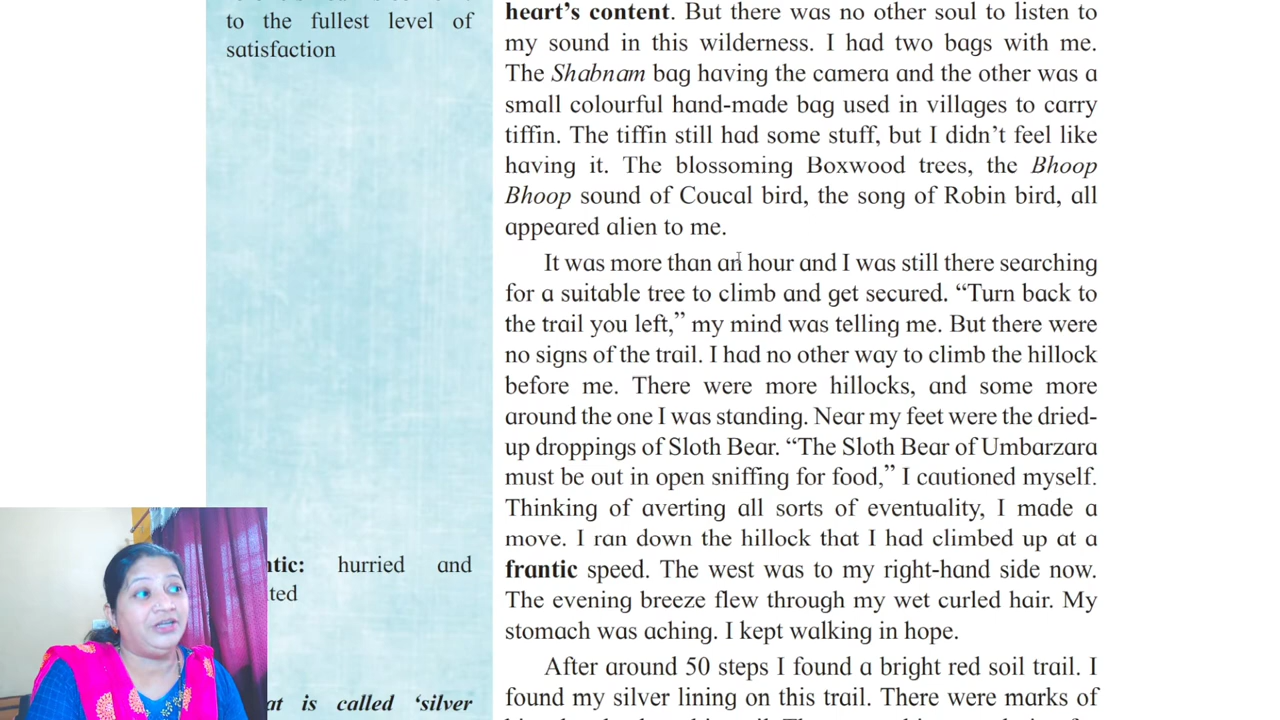 to the fullest level of
satisfaction
heart's content. But there was no other soul to listen to
my sound in this wilderness. I had two bags with me.
The Shabnam bag having the camera and the other was a
small colourful hand-made bag used in villages to carry
tiffin. The tiffin still had some stuff, but I didn't feel like
having it. The blossoming Boxwood trees, the Bhoop
Bhoop sound of Coucal bird, the song of Robin bird, all
appeared alien to me.
It was more than an hour and I was still there searching
for a suitable tree to climb and get secured. “Turn back to
the trail you left,” my mind was telling me. But there were
no signs of the trail. I had no other way to climb the hillock
before me. There were more hillocks, and some more
around the one I was standing. Near my feet were the dried-
up droppings of Sloth Bear. “The Sloth Bear of Umbarzara
must be out in open sniffing for food,” I cautioned myself.
Thinking of averting all sorts of eventuality, I made a
move. I ran down the hillock that I had climbed up at a
frantic speed. The west was to my right-hand side now.
The evening breeze flew through my wet curled hair. My
stomach was aching. I kept walking in hope.
After around 50 steps I found a bright red soil trail. I
found my silver lining on this trail. There were marks of
ntic: hurried and
ted
at is called ‘silver